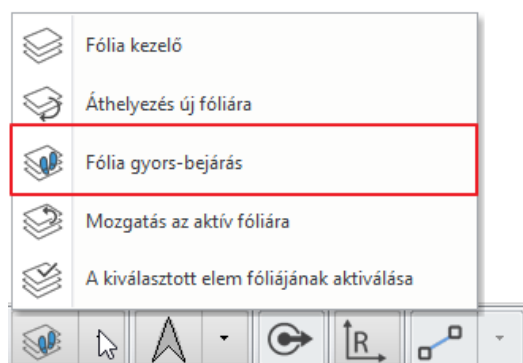 Fólia kezelő
Áthelyezés új fóliára
Fólia gyors-bejárás
Mozgatás az aktív fóliára
A kiválasztott elem fóliájának aktiválása
R